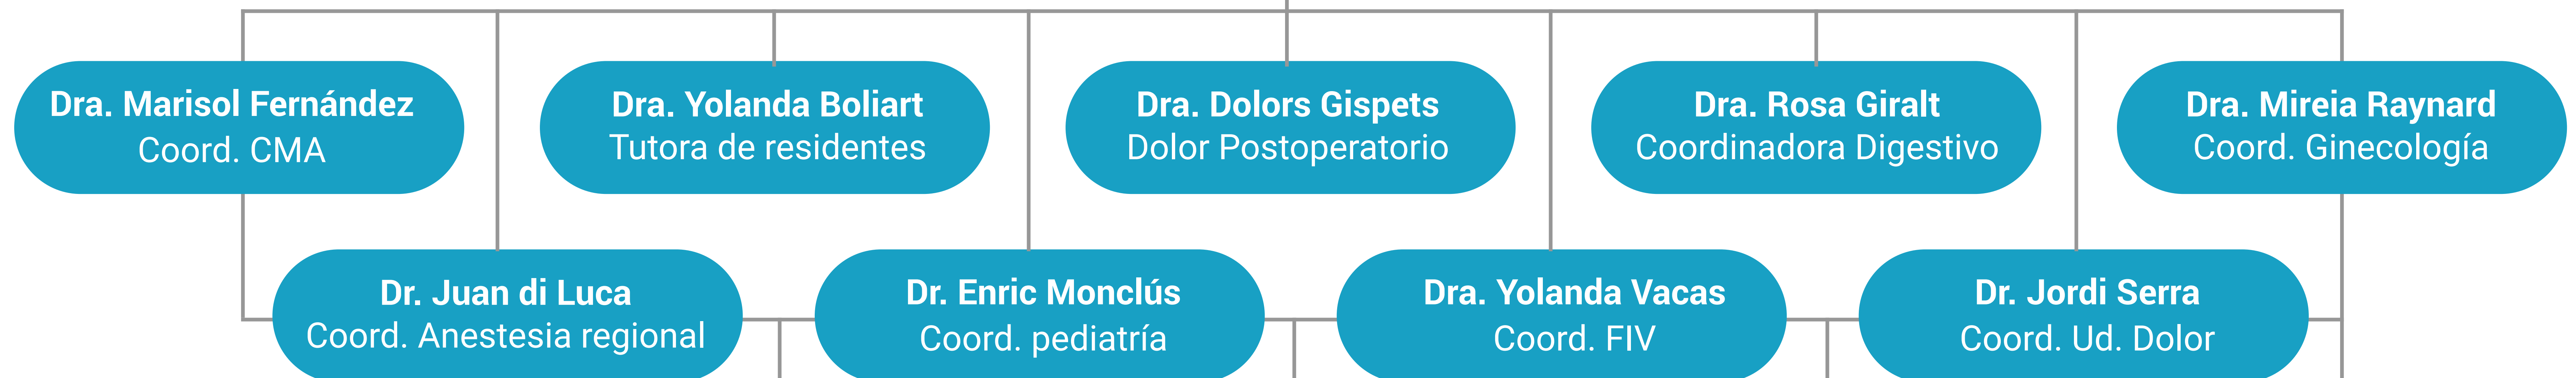 Dra. Marisol Fernández
Coord. CMA
Dra. Yolanda Boliart
Tutora de residentes
Dra. Dolors Gispets
Dolor Postoperatorio
Dra. Rosa Giralt
Coordinadora Digestivo
Dra. Mireia Raynard
Coord. Ginecología
Dr. Juan di Luca
Coord. Anestesia regional
Dr. Enric Monclús
Coord. pediatría
Dra. Yolanda Vacas
Coord. FIV
Dr. Jordi Serra
Coord. Ud. Dolor